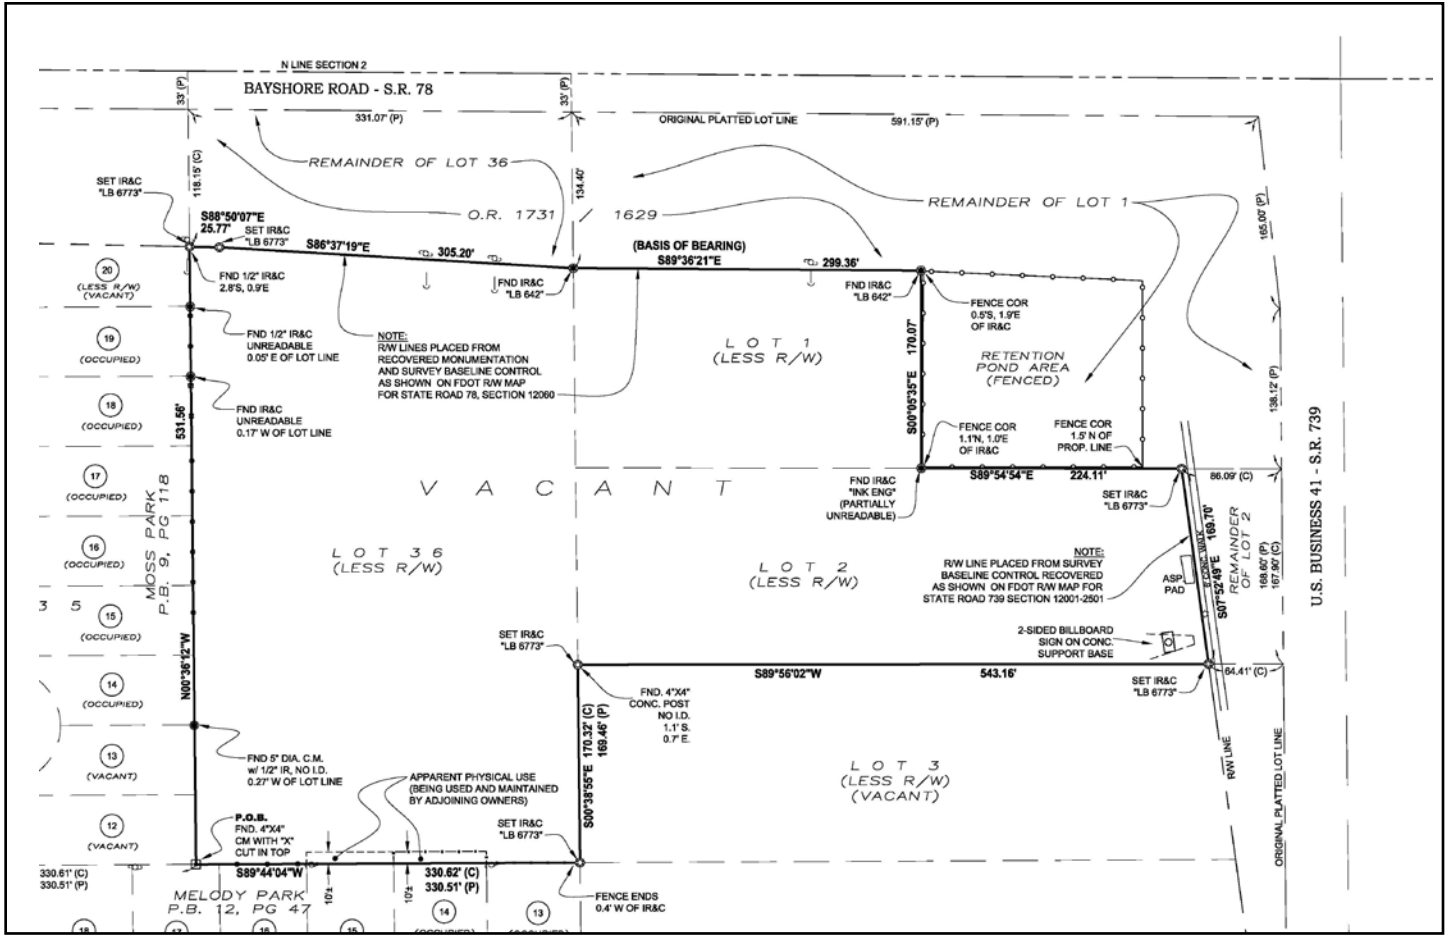 N LINE SECTION 2
BAYSHORE ROAD - S.R. 78
33' (P)
33' (P)
331.07' (P)
ORIGINAL PLATTED LOT LINE
591.15' (P)
REMAINDER OF LOT 36
118.15' (C)
134.40'
SET IR&C
"LB 6773"
REMAINDER OF LOT 1
165.00' (P)
S88°50'07"E
25.77'
SET IR&C
"LB 6773"
O.R. 1731 / 1629
S86°37'19"E
305.20'
(BASIS OF BEARING)
S89°36'21"E
299.36'
20
(LESS R/W)
(VACANT)
FND 1/2" IR&C
2.8'S, 0.9'E
FND IR&C
"LB 642"
FND IR&C
"LB 642"
FENCE COR
0.5'S, 1.9'E
OF IR&C
19
(OCCUPIED)
FND 1/2" IR&C
UNREADABLE
0.05' E OF LOT LINE
NOTE:
R/W LINES PLACED FROM
RECOVERED MONUMENTATION
AND SURVEY BASELINE CONTROL
AS SHOWN ON FDOT R/W MAP
FOR STATE ROAD 78, SECTION 12060
LOT 1
(LESS R/W)
170.07'
S00°05'35"E
RETENTION
POND AREA
(FENCED)
138.12' (P)
18
(OCCUPIED)
FND IR&C
UNREADABLE
0.17' W OF LOT LINE
531.56'
FENCE COR
1.1'N, 1.0'E
OF IR&C
FENCE COR
1.5' N OF
PROP. LINE
U.S. BUSINESS 41 - S.R. 739
17
(OCCUPIED)
MOSS PARK
P.B. 9, PG 118
VACANT
FND IR&C
"INK ENG"
(PARTIALLY
UNREADABLE)
S89°54'54"E
224.11'
SET IR&C
"LB 6773"
86.09' (C)
16
(OCCUPIED)
LOT 36
(LESS R/W)
LOT 2
(LESS R/W)
NOTE:
R/W LINE PLACED FROM SURVEY
BASELINE CONTROL RECOVERED
AS SHOWN ON FDOT R/W MAP FOR
STATE ROAD 739 SECTION 12001-2501
ASP
PAD
CONC. WALK
169.70'
S07°52'49"E
REMAINDER
OF LOT 2
168.60' (P)
167.90' (C)
3 5
15
(OCCUPIED)
N00°36'12"W
SET IR&C
"LB 6773"
2-SIDED BILLBOARD
SIGN ON CONC.
SUPPORT BASE
14
(OCCUPIED)
S89°56'02"W
543.16'
SET IR&C
"LB 6773"
64.41' (C)
FND. 4"X4"
CONC. POST
NO I.D.
1.1' S.
0.7' E.
13
(VACANT)
FND 5" DIA. C.M.
w/ 1/2" IR, NO I.D.
0.27' W OF LOT LINE
APPARENT PHYSICAL USE
(BEING USED AND MAINTAINED
BY ADJOINING OWNERS)
S00°38'55"E
170.32' (C)
169.46' (P)
LOT 3
(LESS R/W)
(VACANT)
R/W LINE
ORIGINAL PLATTED LOT LINE
12
(VACANT)
P.O.B.
FND. 4"X4"
CM WITH "X"
CUT IN TOP
SET IR&C
"LB 6773"
330.61' (C)
330.51' (P)
S89°44'04"W
330.62' (C)
330.51' (P)
10'±
10'±
MELODY PARK
P.B. 12, PG 47
FENCE ENDS
0.4' W OF IR&C
18
17
16
15
14
(OCCUPIED)
13
(OCCUPIED)